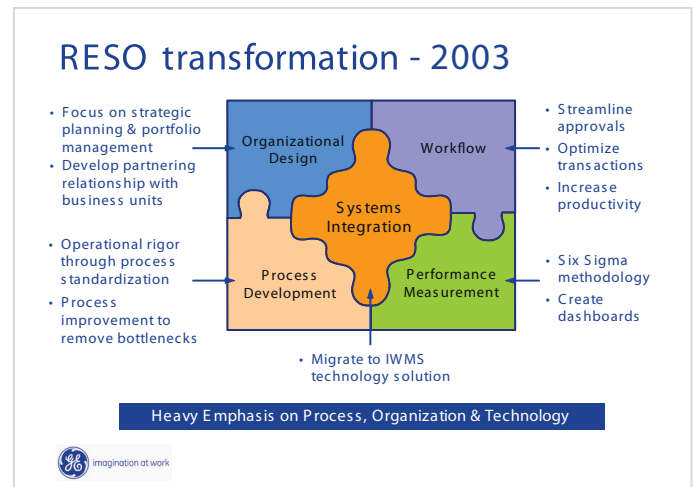 RESO transformation - 2003
• Focus on strategic
planning & portfolio
management
• Develop partnering
relationship with
business units
• Operational rigor
through process
standardization
• Process
improvement to
remove bottlenecks
Organizational
Design
Workflow
Systems
Integration
Process
Development
Performance
Measurement
• Streamline
approvals
• Optimize
transactions
• Increase
productivity
• Six Sigma
methodology
• Create
dashboards
• Migrate to IWMS
technology solution
Heavy Emphasis on Process, Organization & Technology
GE imagination at work